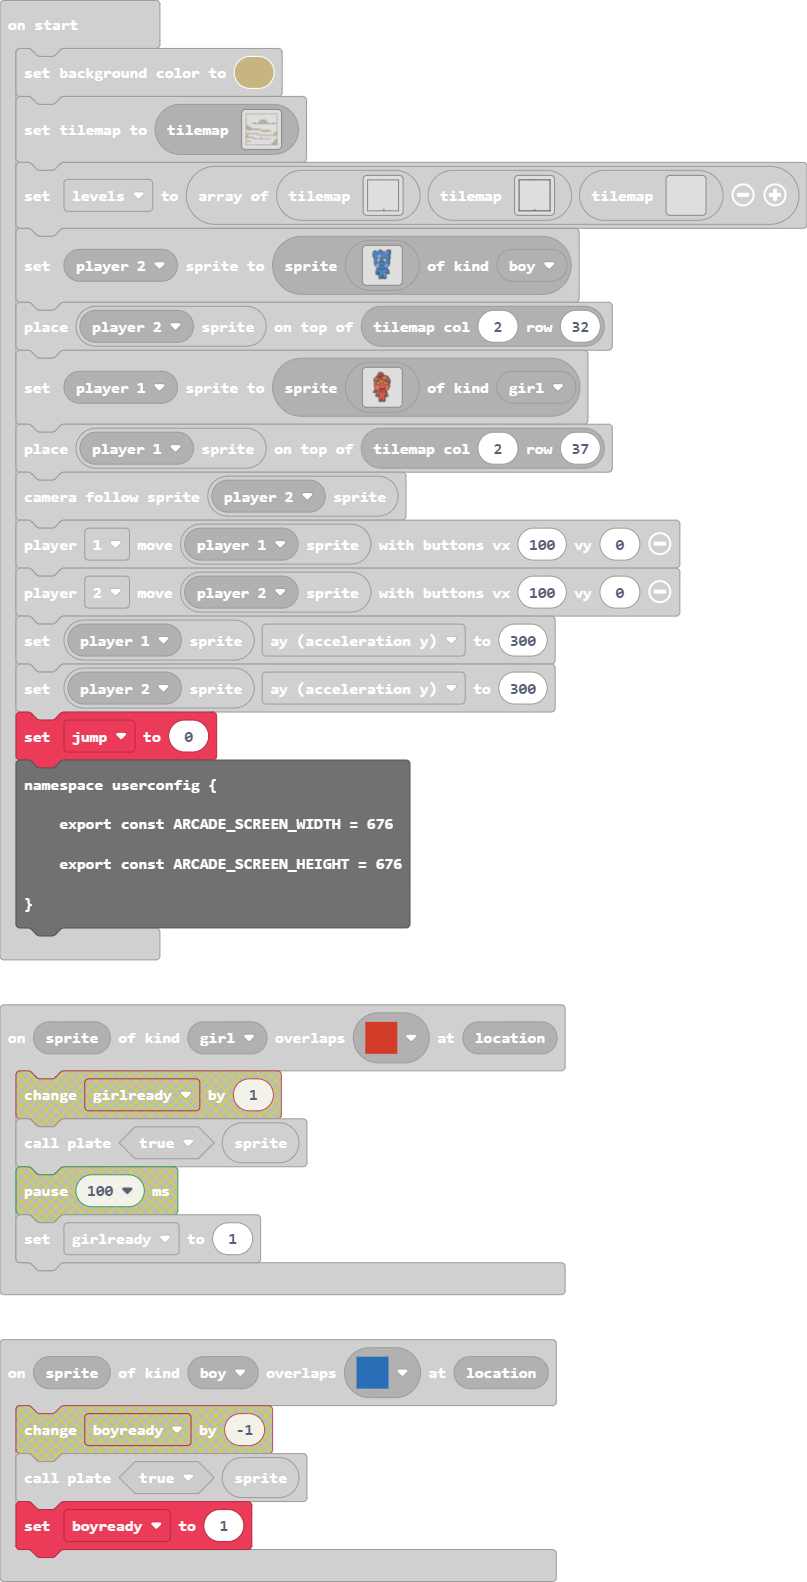 on start
set background color to
set tilemap to tilemap
set levels to array of tilemap tilemap tilemap
set player 2 sprite to sprite of kind boy
place player 2 sprite on top of tilemap col 2 row 32
set player 1 sprite to sprite of kind girl
place player 1 sprite on top of tilemap col 2 row 37
camera follow sprite player 2 sprite
player 1 move player 1 sprite with buttons vx 100 vy 0
player 2 move player 2 sprite with buttons vx 100 vy 0
set player 1 sprite ay (acceleration y) to 300
set player 2 sprite ay (acceleration y) to 300
set jump to 0
namespace userconfig {
export const ARCADE_SCREEN_WIDTH = 676
export const ARCADE_SCREEN_HEIGHT = 676
}
on sprite of kind girl overlaps at location
change girlready by 1
call plate true sprite
pause 100 ms
set girlready to 1
on sprite of kind boy overlaps at location
change boyready by -1
call plate true sprite
set boyready to 1